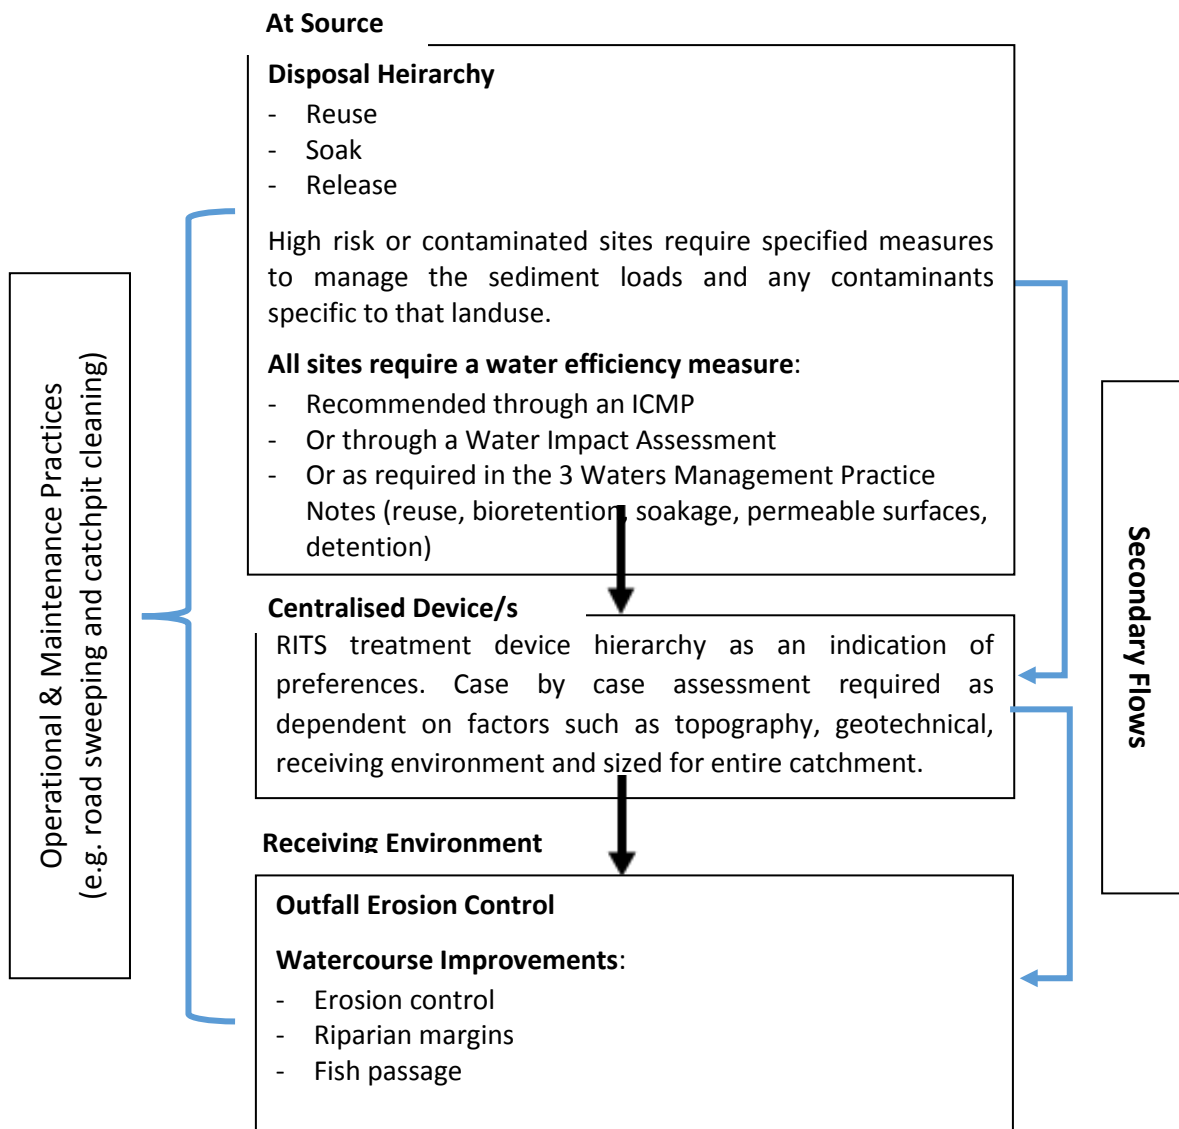 At Source
Disposal Heirarchy
- Reuse
- Soak
- Release
High risk or contaminated sites require specified measures
to manage the sediment loads and any contaminants
specific to that landuse.
All sites require a water efficiency measure:
- Recommended through an ICMP
- Or through a Water Impact Assessment
- Or as required in the 3 Waters Management Practice
Notes (reuse, bioretention, soakage, permeable surfaces,
detention)
Centralised Device/s
RITS treatment device hierarchy as an indication of
preferences. Case by case assessment required as
dependent on factors such as topography, geotechnical,
receiving environment and sized for entire catchment.
Receiving Environment
Outfall Erosion Control
Watercourse Improvements:
- Erosion control
- Riparian margins
- Fish passage
Operational & Maintenance Practices
(e.g. road sweeping and catchpit cleaning)
Secondary Flows